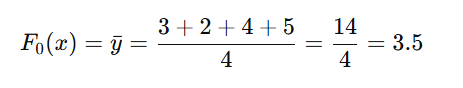 F₀(x) = ȳ = (3 + 2 + 4 + 5)/4 = 14/4 = 3.5